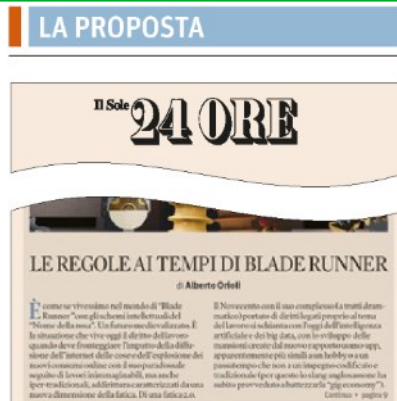 LA PROPOSTA
Il Sole
24 ORE
LE REGOLE AI TEMPI DI BLADE RUNNER
di Alberto Orioli
È come se vivessimo nel mondo di "Blade
Runner" con gli schemi intellettuali del
"Nome della rosa". Un futuro medievalizzato. È
la situazione che vive oggi il diritto del lavoro
quando deve fronteggiare l'impatto della diffu-
sione dell'internet delle cose e dell'esplosione dei
nuovi consumi online con il suo paradossale
seguito di lavori inimmaginabili, ma anche
iper-tradizionali, addirittura caratterizzati da una
nuova dimensione della fatica. Di una fatica 2.0.
Il Novecento con il suo complesso (a tratti dram-
matico) portato di diritti legati proprio al tema
del lavoro si schianta con l'oggi dell'intelligenza
artificiale e dei big data, con lo sviluppo delle
mansioni create dal nuovo rapporto uomo-app,
apparentemente più simili a un hobby o a un
passatempo che non a un impegno codificato e
tradizionale (per questo lo slang anglosassone ha
subito provveduto a battezzarla "gig economy").
Continua • pagina 9